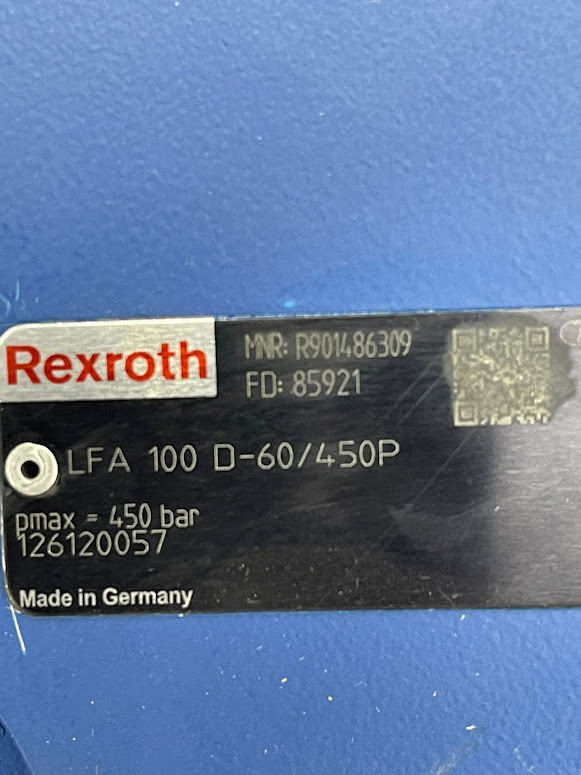 Rexroth
MNR: R901486309
FD: 85921
LFA 100 D-60/450P
pmax = 450 bar
126120057
Made in Germany